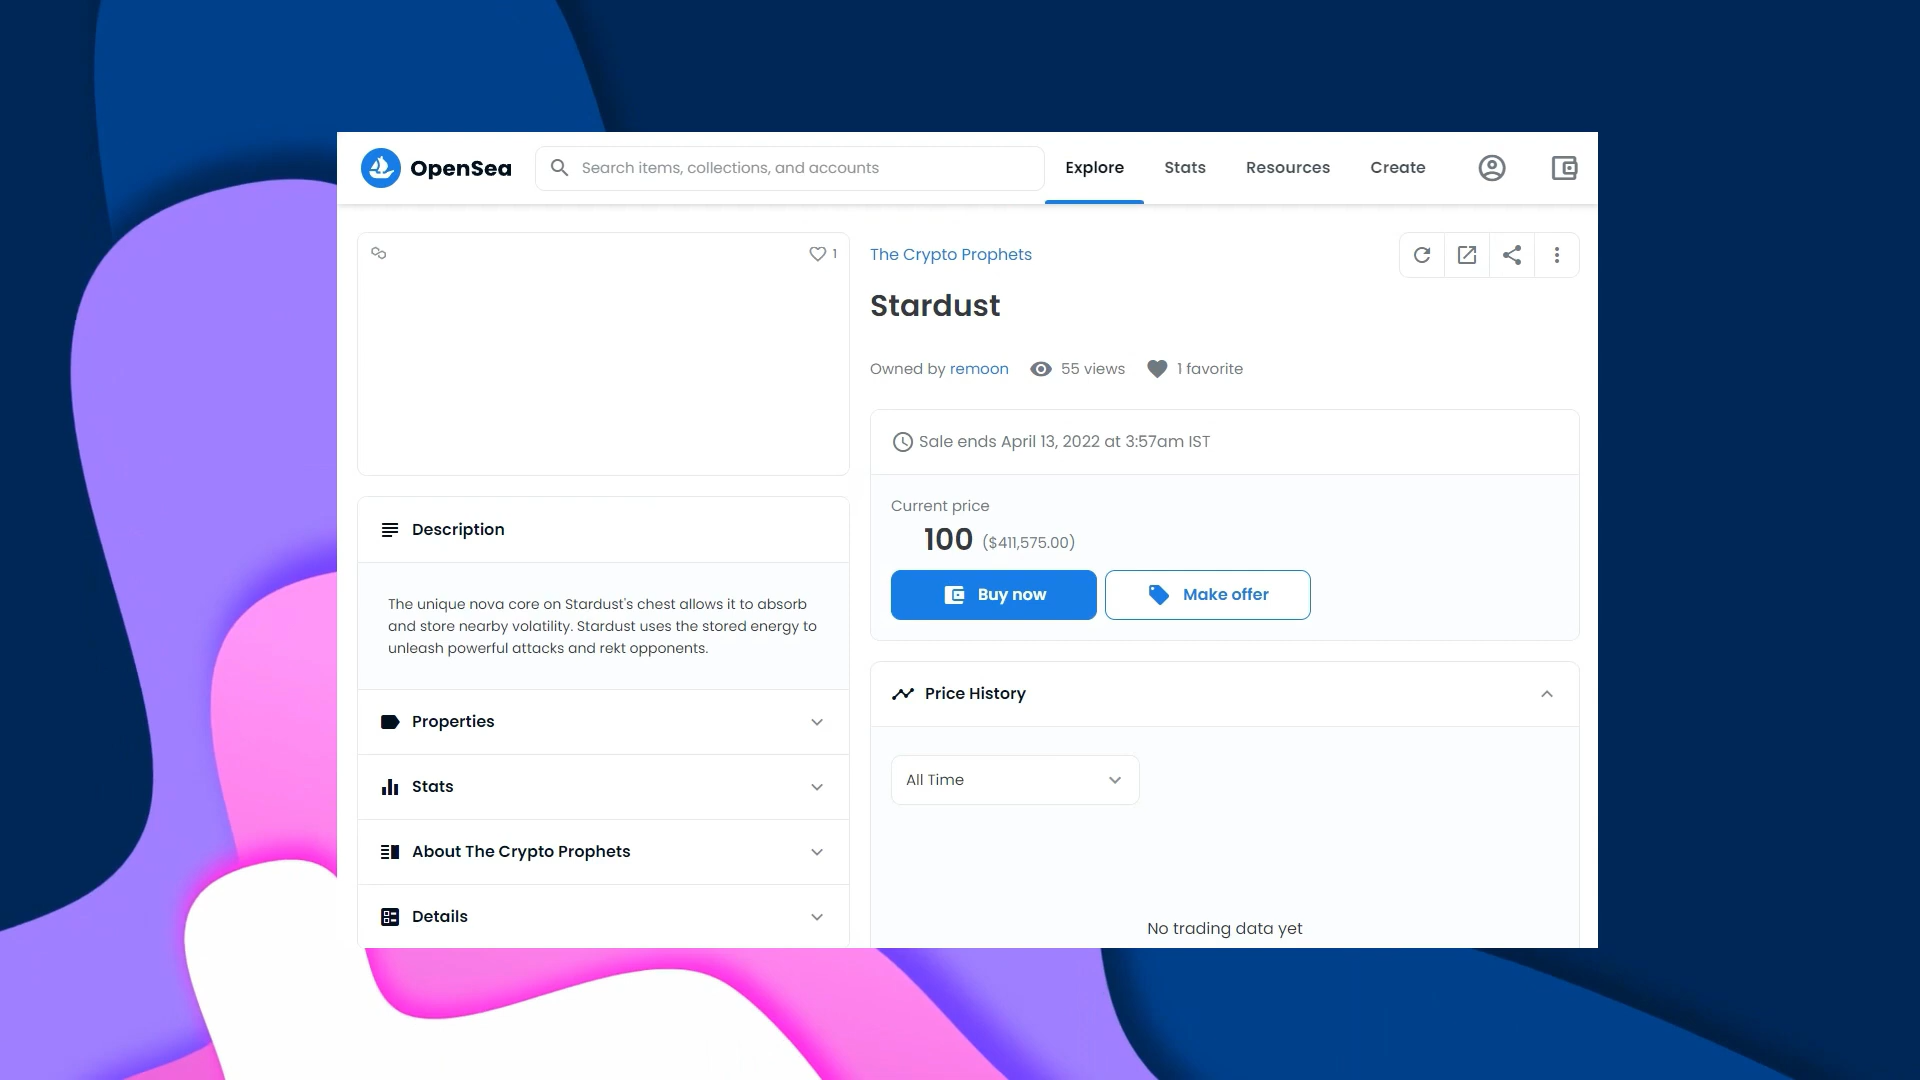 OpenSea
Search items, collections, and accounts
Explore
Stats
Resources
Create
1
The Crypto Prophets
Stardust
Owned by remoon
55 views
1 favorite
Sale ends April 13, 2022 at 3:57am IST
Current price
100 ($411,575.00)
Buy now
Make offer
Description
The unique nova core on Stardust's chest allows it to absorb
and store nearby volatility. Stardust uses the stored energy to
unleash powerful attacks and rekt opponents.
Properties
Stats
About The Crypto Prophets
Details
Price History
All Time
No trading data yet